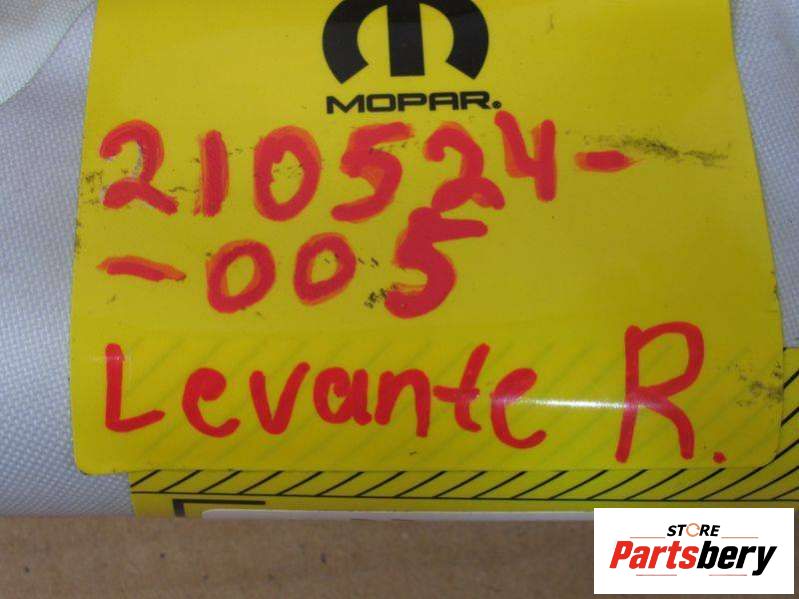 MOPAR®
210524-
-005
Levante R.
STORE
Partsbery